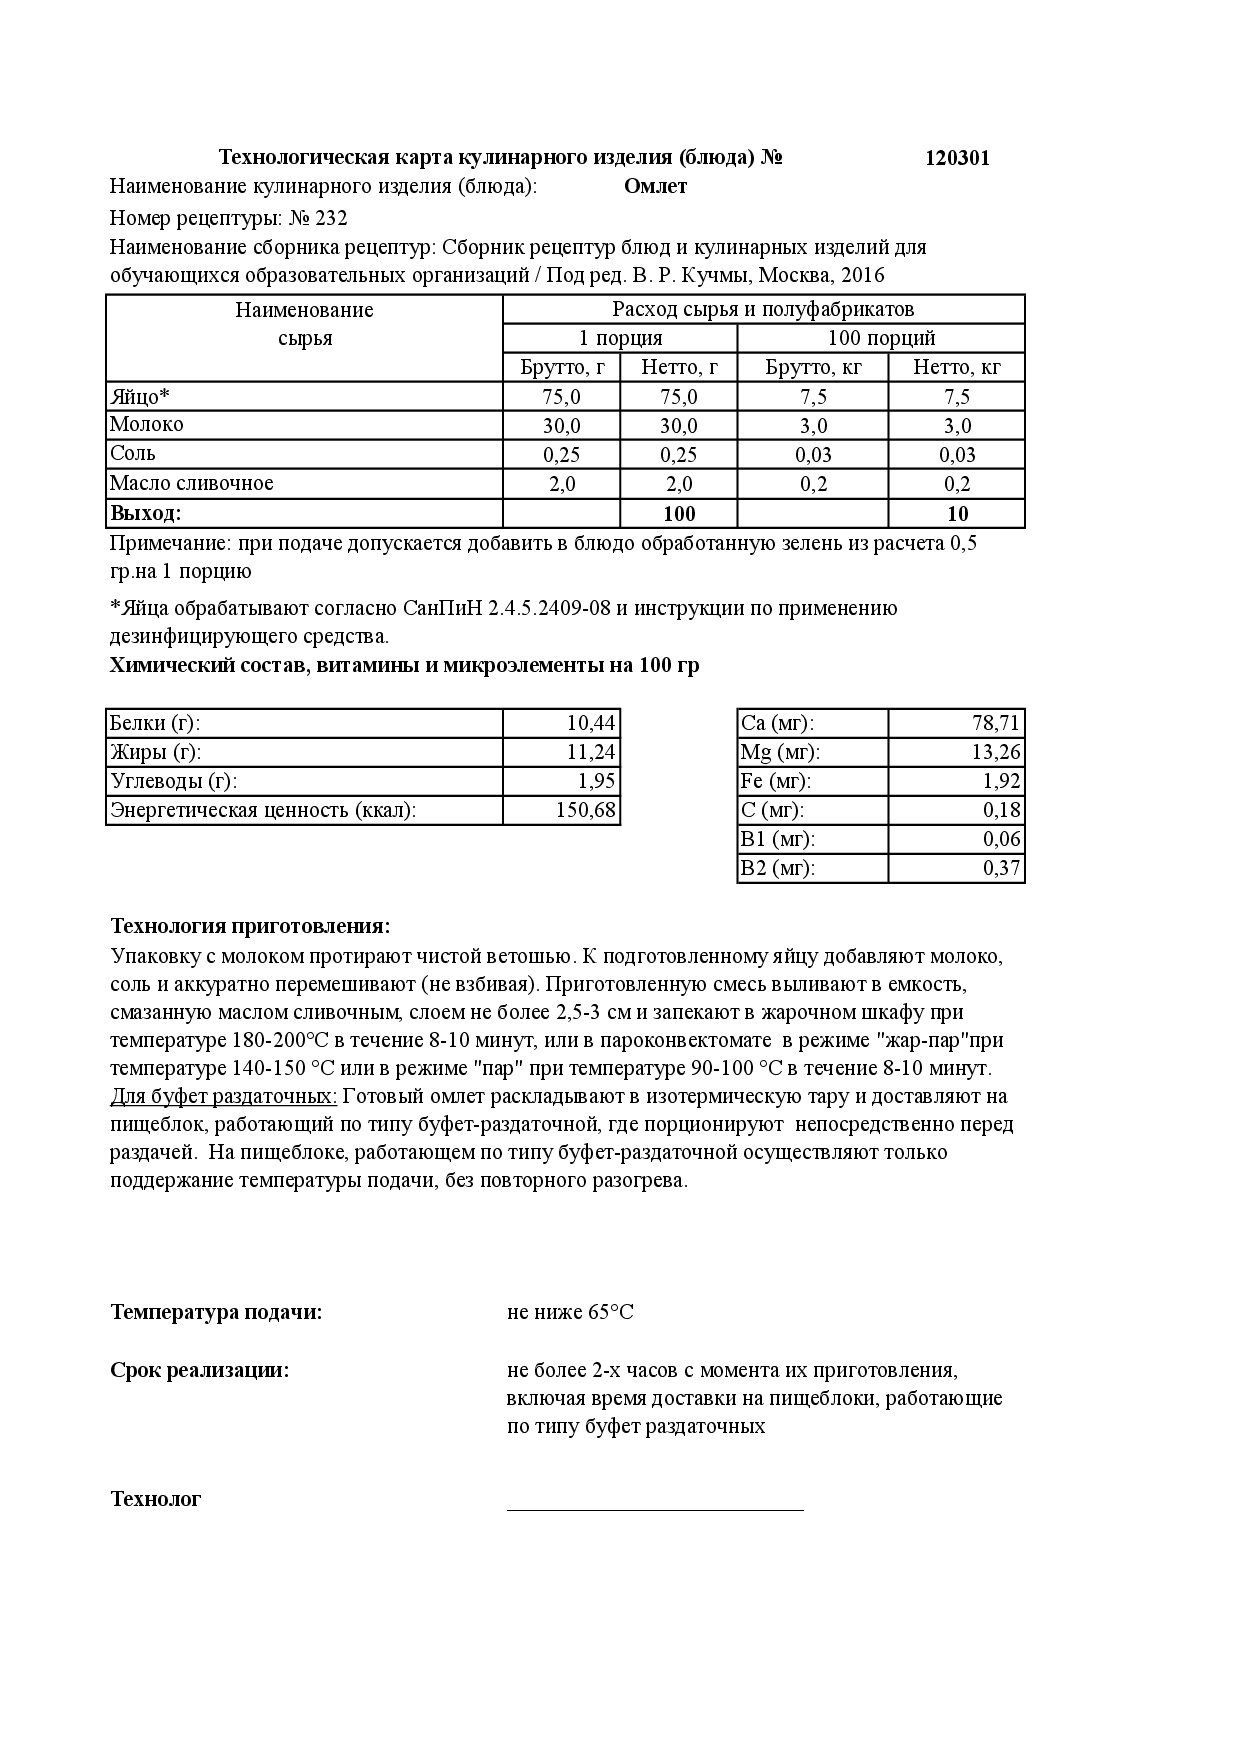 Технологическая карта кулинарного изделия (блюда) № 120301
Наименование кулинарного изделия (блюда): Омлет
Номер рецептуры: № 232
Наименование сборника рецептур: Сборник рецептур блюд и кулинарных изделий для
обучающихся образовательных организаций / Под ред. В. Р. Кучмы, Москва, 2016
Наименование сырья Расход сырья и полуфабрикатов
1 порция 100 порций
Брутто, г Нетто, г Брутто, кг Нетто, кг
Яйцо* 75,0 75,0 7,5 7,5
Молоко 30,0 30,0 3,0 3,0
Соль 0,25 0,25 0,03 0,03
Масло сливочное 2,0 2,0 0,2 0,2
Выход: 100 10
Примечание: при подаче допускается добавить в блюдо обработанную зелень из расчета 0,5
гр.на 1 порцию
*Яйца обрабатывают согласно СанПиН 2.4.5.2409-08 и инструкции по применению
дезинфицирующего средства.
Химический состав, витамины и микроэлементы на 100 гр
Белки (г): 10,44 Ca (мг): 78,71
Жиры (г): 11,24 Mg (мг): 13,26
Углеводы (г): 1,95 Fe (мг): 1,92
Энергетическая ценность (ккал): 150,68 C (мг): 0,18
B1 (мг): 0,06
B2 (мг): 0,37
Технология приготовления:
Упаковку с молоком протирают чистой ветошью. К подготовленному яйцу добавляют молоко,
соль и аккуратно перемешивают (не взбивая). Приготовленную смесь выливают в емкость,
смазанную маслом сливочным, слоем не более 2,5-3 см и запекают в жарочном шкафу при
температуре 180-200°С в течение 8-10 минут, или в пароконвектомате в режиме "жар-пар"при
температуре 140-150 °С или в режиме "пар" при температуре 90-100 °С в течение 8-10 минут.
Для буфет раздаточных: Готовый омлет раскладывают в изотермическую тару и доставляют на
пищеблок, работающий по типу буфет-раздаточной, где порционируют непосредственно перед
раздачей. На пищеблоке, работающем по типу буфет-раздаточной осуществляют только
поддержание температуры подачи, без повторного разогрева.
Температура подачи: не ниже 65°С
Срок реализации: не более 2-х часов с момента их приготовления,
включая время доставки на пищеблоки, работающие
по типу буфет раздаточных
Технолог